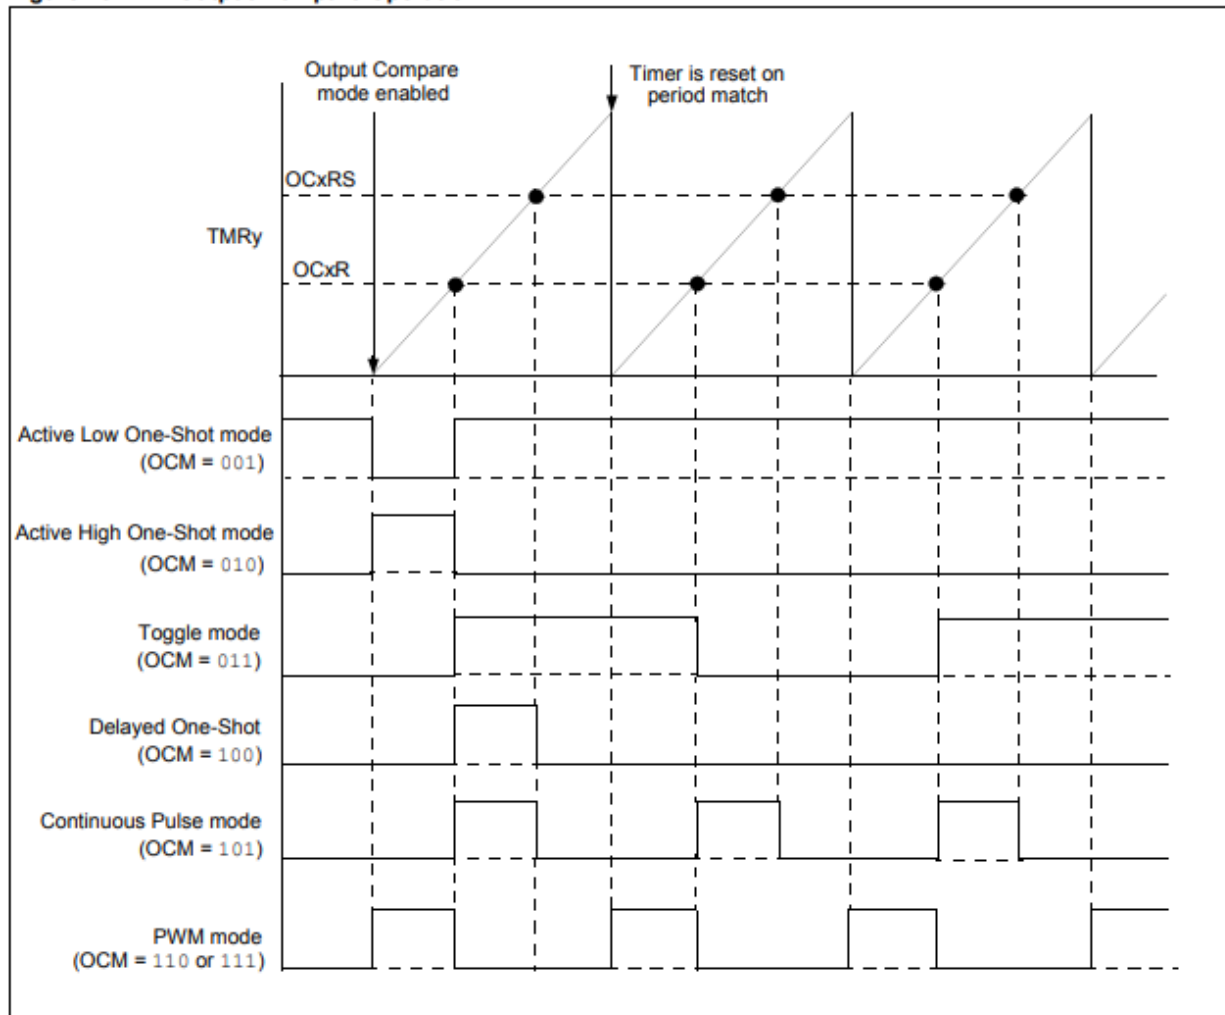 Output Compare
mode enabled
Timer is reset on
period match
OCxRS
TMRy
OCxR
Active Low One-Shot mode
(OCM = 001)
Active High One-Shot mode
(OCM = 010)
Toggle mode
(OCM = 011)
Delayed One-Shot
(OCM = 100)
Continuous Pulse mode
(OCM = 101)
PWM mode
(OCM = 110 or 111)